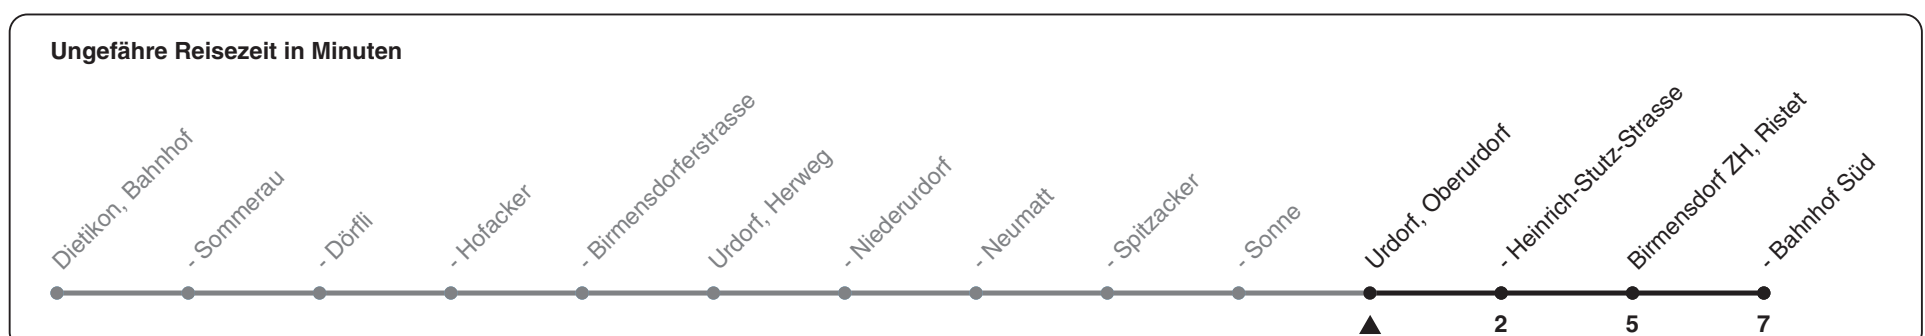 Ungefähre Reisezeit in Minuten
Dietikon, Bahnhof
- Sommerau
- Dörfli
- Hofacker
- Birmensdorferstrasse
Urdorf, Herweg
- Niederurdorf
- Neumatt
- Spitzacker
- Sonne
Urdorf, Oberurdorf
- Heinrich-Stutz-Strasse
Birmensdorf ZH, Ristet
- Bahnhof Süd
2 5 7